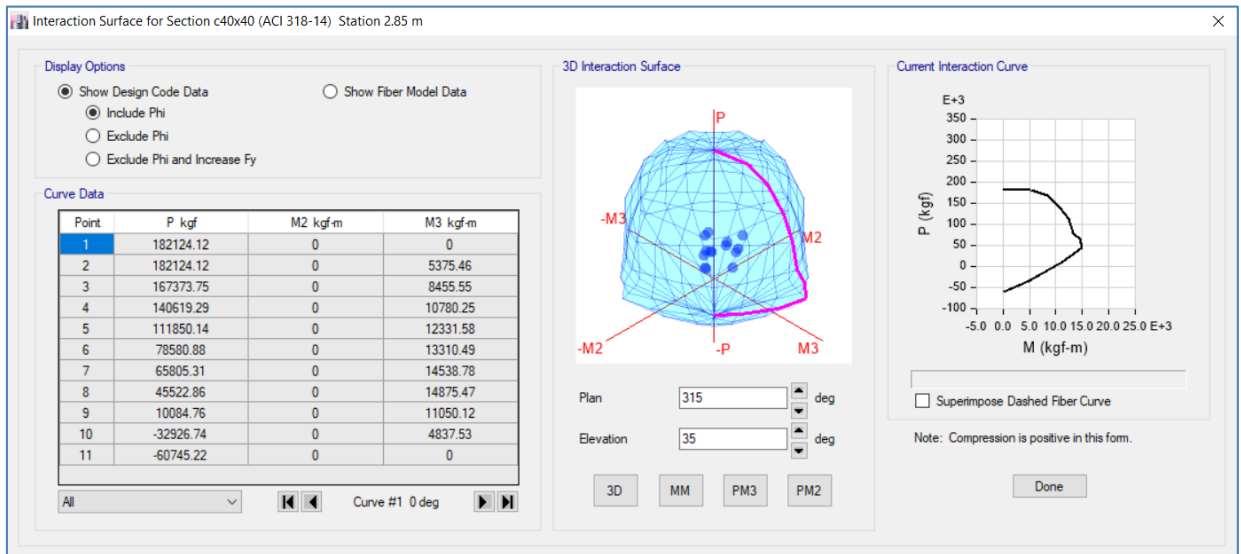 Interaction Surface for Section c40x40 (ACI 318-14) Station 2.85 m
Display Options
Show Design Code Data
Show Fiber Model Data
Include Phi
Exclude Phi
Exclude Phi and Increase Fy
Curve Data
Point P kgf M2 kgf-m M3 kgf-m
1 182124.12 0 0
2 182124.12 0 5375.46
3 167373.75 0 8455.55
4 140619.29 0 10780.25
5 111850.14 0 12331.58
6 78580.88 0 13310.49
7 65805.31 0 14538.78
8 45522.86 0 14875.47
9 10084.76 0 11050.12
10 -32926.74 0 4837.53
11 -60745.22 0 0
All
Curve #1 0 deg
3D Interaction Surface
P
-M3
M2
-M2
-P
M3
Plan 315 deg
Elevation 35 deg
3D MM PM3 PM2
Current Interaction Curve
E+3
350
300
250
200
150
100
50
0
-50
-100
P (kgf)
-5.0 0.0 5.0 10.0 15.0 20.0 25.0 E+3
M (kgf-m)
Superimpose Dashed Fiber Curve
Note: Compression is positive in this form.
Done